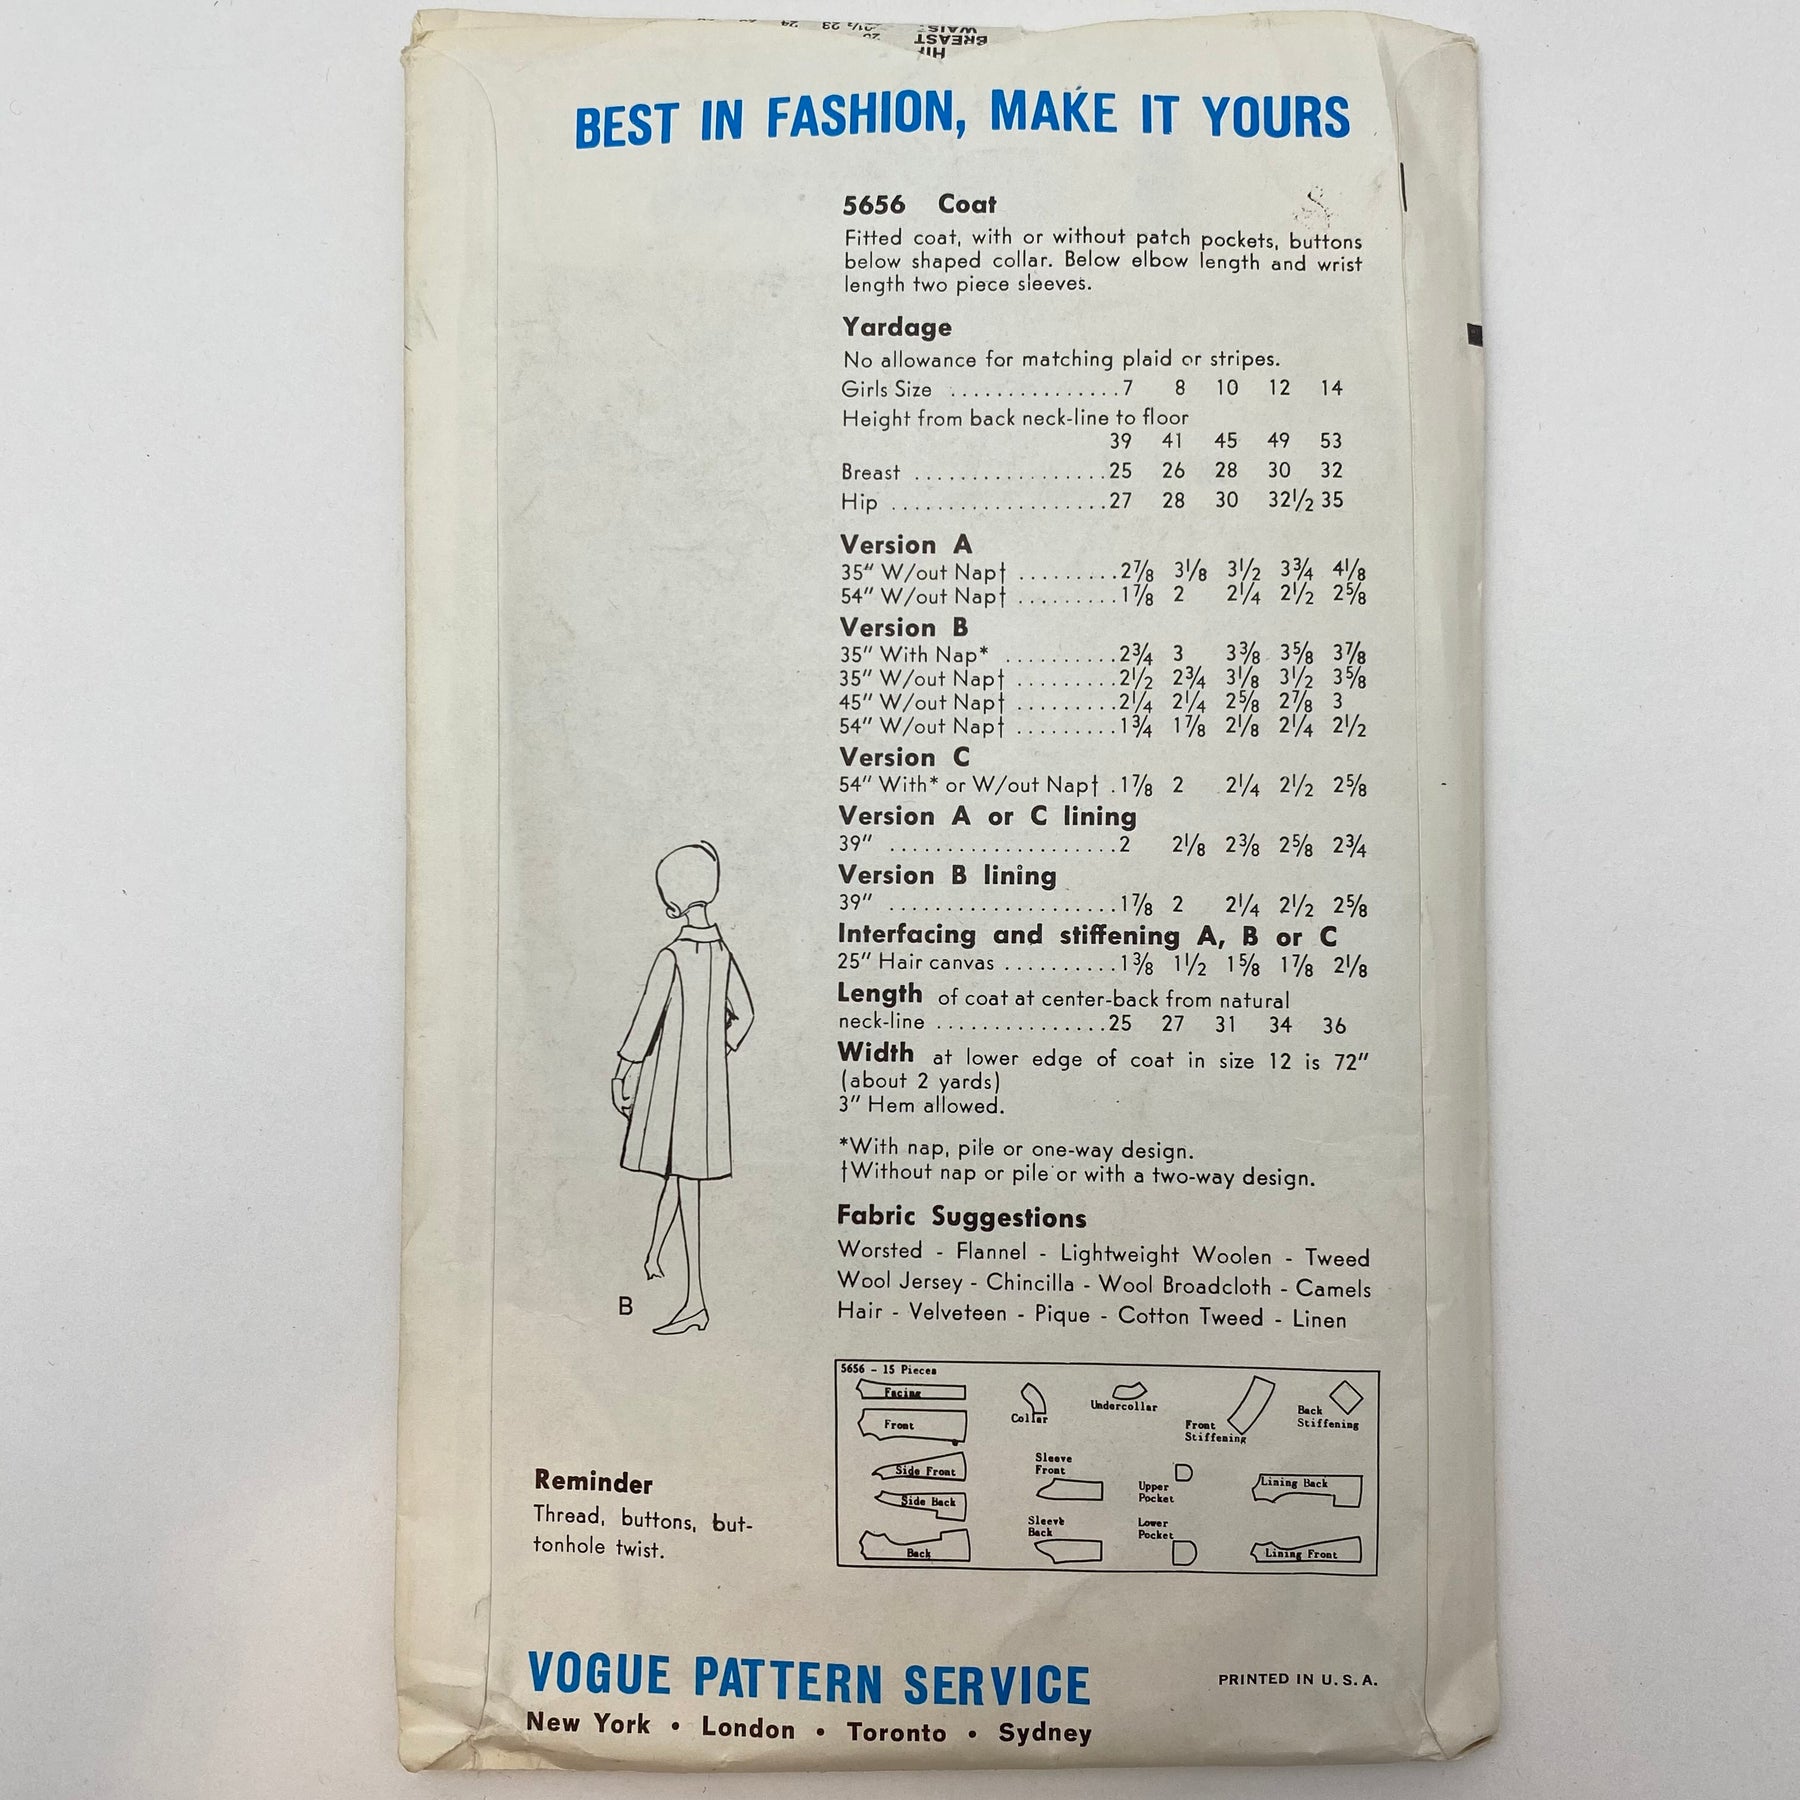 HIP
BREAST
WAIST
BEST IN FASHION, MAKE IT YOURS
5656 Coat
Fitted coat, with or without patch pockets, buttons
below shaped collar. Below elbow length and wrist
length two piece sleeves.
Yardage
No allowance for matching plaid or stripes.
Girls Size ............... 7 8 10 12 14
Height from back neck-line to floor
39 41 45 49 53
Breast ................. 25 26 28 30 32
Hip .................... 27 28 30 32½ 35
Version A
35" W/out Nap† ......... 2⅞ 3⅛ 3½ 3¾ 4⅛
54" W/out Nap† ......... 1⅞ 2 2¼ 2½ 2⅝
Version B
35" With Nap* .......... 2¾ 3 3⅜ 3⅝ 3⅞
35" W/out Nap† ......... 2½ 2¾ 3⅛ 3½ 3⅝
45" W/out Nap† ......... 2¼ 2¼ 2⅝ 2⅞ 3
54" W/out Nap† ......... 1¾ 1⅞ 2⅛ 2¼ 2½
Version C
54" With* or W/out Nap† . 1⅞ 2 2¼ 2½ 2⅝
Version A or C lining
39" .................... 2 2⅛ 2⅜ 2⅝ 2¾
Version B lining
39" .................... 1⅞ 2 2¼ 2½ 2⅝
Interfacing and stiffening A, B or C
25" Hair canvas .......... 1⅜ 1½ 1⅝ 1⅞ 2⅛
Length of coat at center-back from natural
neck-line ............... 25 27 31 34 36
Width at lower edge of coat in size 12 is 72"
(about 2 yards)
3" Hem allowed.
*With nap, pile or one-way design.
†Without nap or pile or with a two-way design.
Fabric Suggestions
Worsted - Flannel - Lightweight Woolen - Tweed
Wool Jersey - Chincilla - Wool Broadcloth - Camels
Hair - Velveteen - Pique - Cotton Tweed - Linen
B
5656 - 15 Pieces
Facing
Front
Side Front
Side Back
Back
Collar
Undercollar
Front
Stiffening
Back
Stiffening
Sleeve
Front
Upper
Pocket
Lining Back
Sleeve
Back
Lower
Pocket
Lining Front
Reminder
Thread, buttons, but-
tonhole twist.
VOGUE PATTERN SERVICE
PRINTED IN U. S. A.
New York • London • Toronto • Sydney